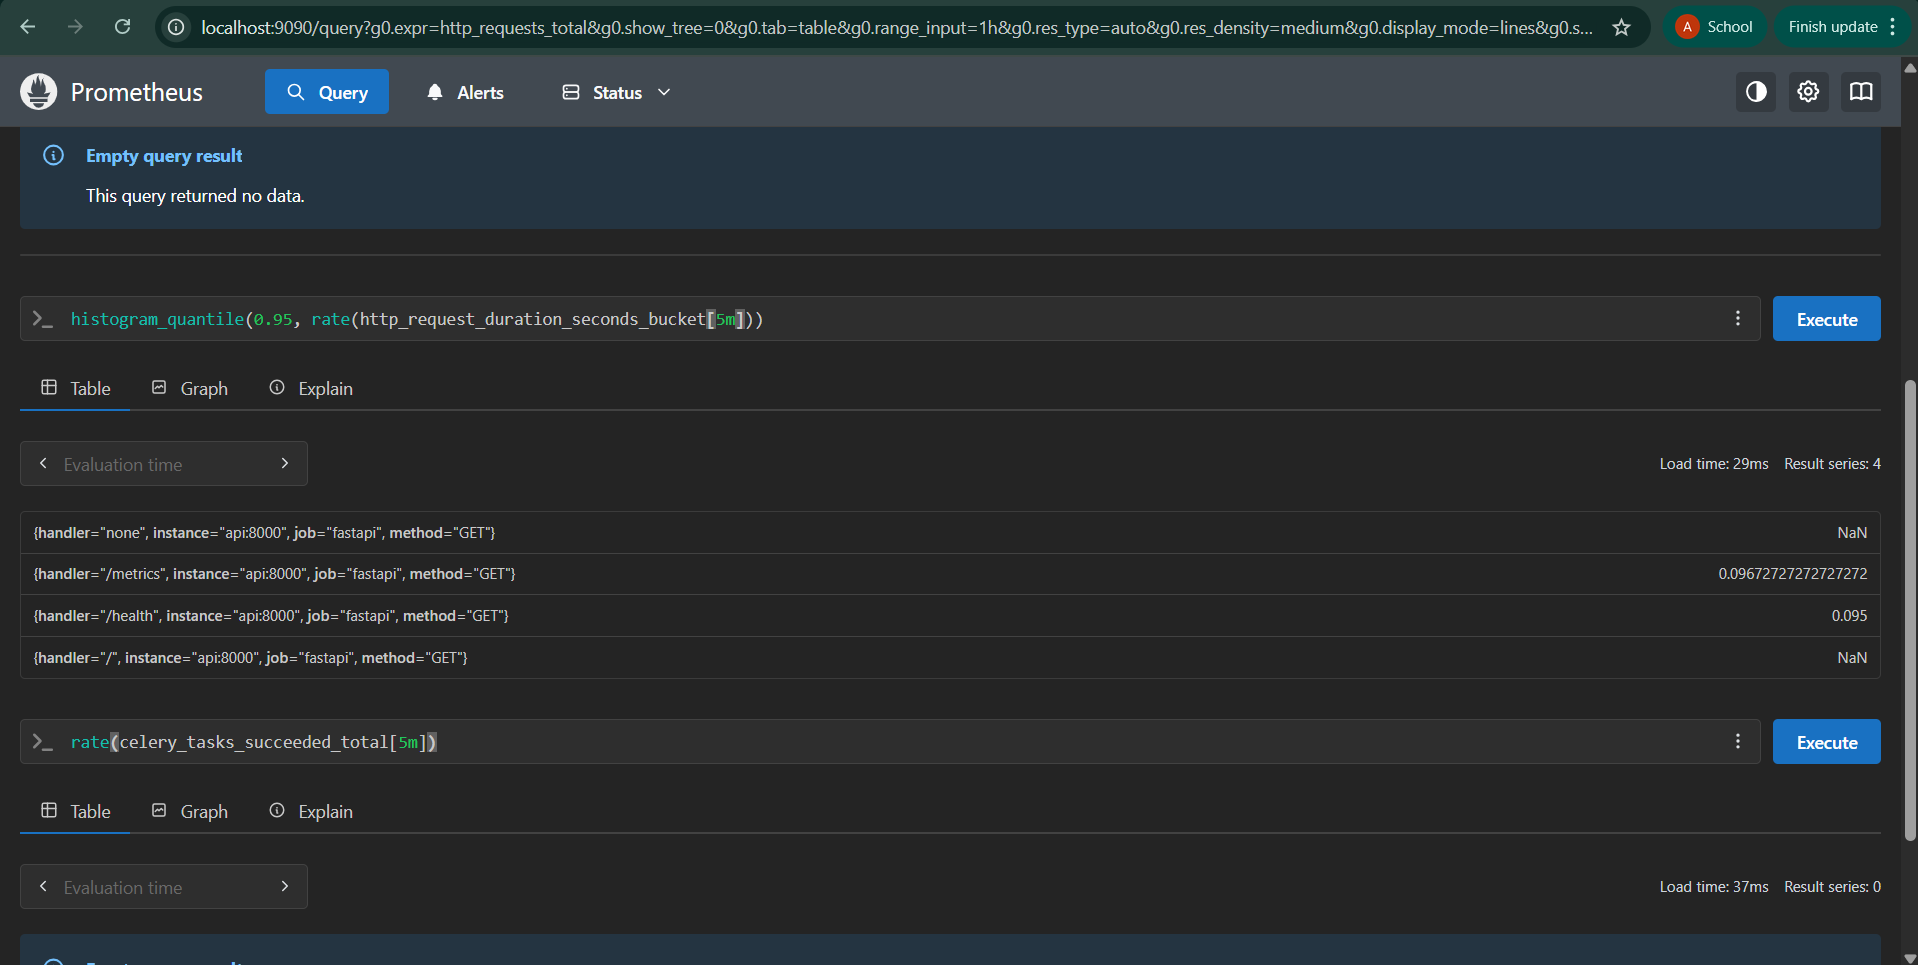 localhost:9090/query?g0.expr=http_requests_total&g0.show_tree=0&g0.tab=table&g0.range_input=1h&g0.res_type=auto&g0.res_density=medium&g0.display_mode=lines&g0.s...
A School
Finish update
Prometheus
Query
Alerts
Status
Empty query result
This query returned no data.
>_ histogram_quantile(0.95, rate(http_request_duration_seconds_bucket[5m]))
Execute
Table Graph Explain
Evaluation time
Load time: 29ms Result series: 4
{handler="none", instance="api:8000", job="fastapi", method="GET"} NaN
{handler="/metrics", instance="api:8000", job="fastapi", method="GET"} 0.09672727272727272
{handler="/health", instance="api:8000", job="fastapi", method="GET"} 0.095
{handler="/", instance="api:8000", job="fastapi", method="GET"} NaN
>_ rate(celery_tasks_succeeded_total[5m])
Execute
Table Graph Explain
Evaluation time
Load time: 37ms Result series: 0